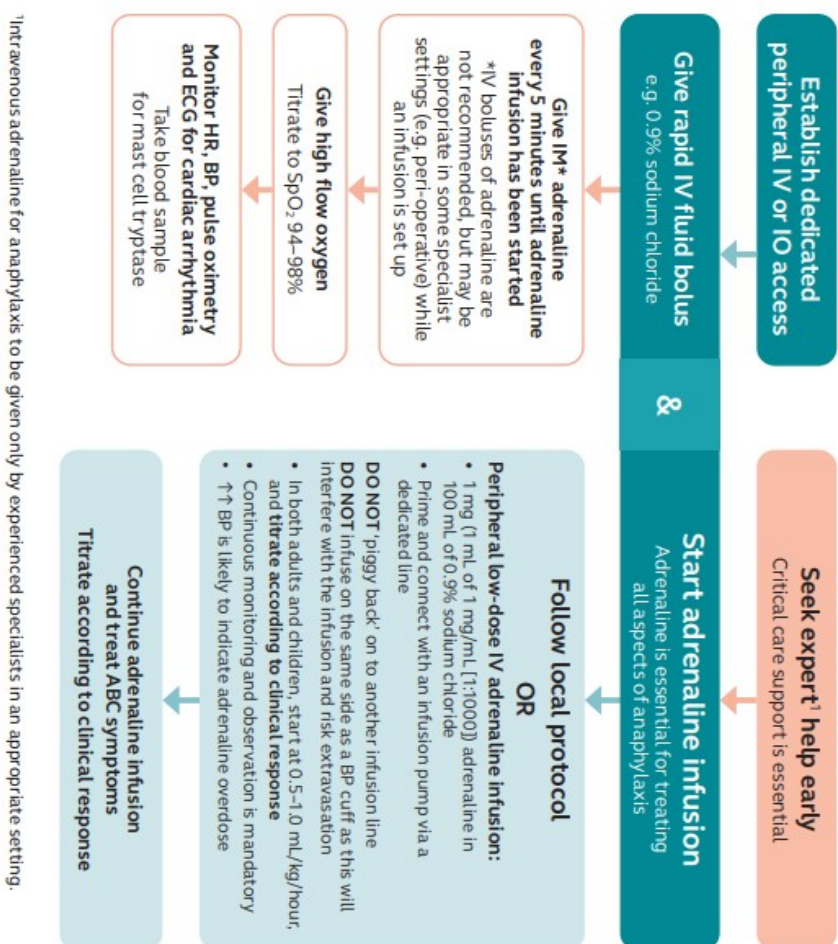 Establish dedicated
peripheral IV or IO access
Seek expert¹ help early
Critical care support is essential
Give rapid IV fluid bolus
e.g. 0.9% sodium chloride
&
Start adrenaline infusion
Adrenaline is essential for treating
all aspects of anaphylaxis
Give IM* adrenaline
every 5 minutes until adrenaline
infusion has been started
*IV boluses of adrenaline are
not recommended, but may be
appropriate in some specialist
settings (e.g. peri-operative) while
an infusion is set up
Give high flow oxygen
Titrate to SpO₂ 94–98%
Monitor HR, BP, pulse oximetry
and ECG for cardiac arrhythmia
Take blood sample
for mast cell tryptase
Follow local protocol
OR
Peripheral low-dose IV adrenaline infusion:
• 1 mg (1 mL of 1 mg/mL [1:1000]) adrenaline in
100 mL of 0.9% sodium chloride
• Prime and connect with an infusion pump via a
dedicated line
DO NOT 'piggy back' on to another infusion line
DO NOT infuse on the same side as a BP cuff as this will
interfere with the infusion and risk extravasation
• In both adults and children, start at 0.5–1.0 mL/kg/hour,
and titrate according to clinical response
• Continuous monitoring and observation is mandatory
• ↑↑ BP is likely to indicate adrenaline overdose
Continue adrenaline infusion
and treat ABC symptoms
Titrate according to clinical response
¹Intravenous adrenaline for anaphylaxis to be given only by experienced specialists in an appropriate setting.